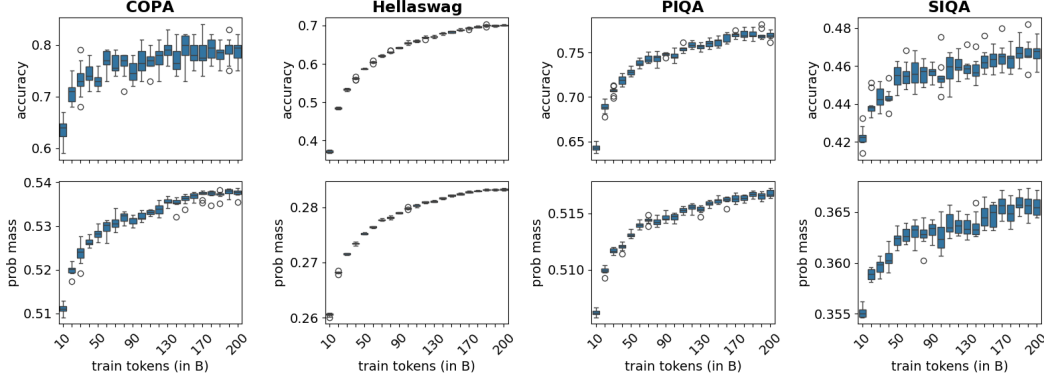 COPA Hellaswag PIQA SIQA
accuracy 0.8 0.7 0.6
accuracy 0.7 0.6 0.5 0.4
accuracy 0.75 0.70 0.65
accuracy 0.48 0.46 0.44 0.42
prob mass 0.54 0.53 0.52 0.51
prob mass 0.28 0.27 0.26
prob mass 0.515 0.510
prob mass 0.365 0.360 0.355
10 50 90 130 170 200
10 50 90 130 170 200
10 50 90 130 170 200
10 50 90 130 170 200
train tokens (in B) train tokens (in B) train tokens (in B) train tokens (in B)